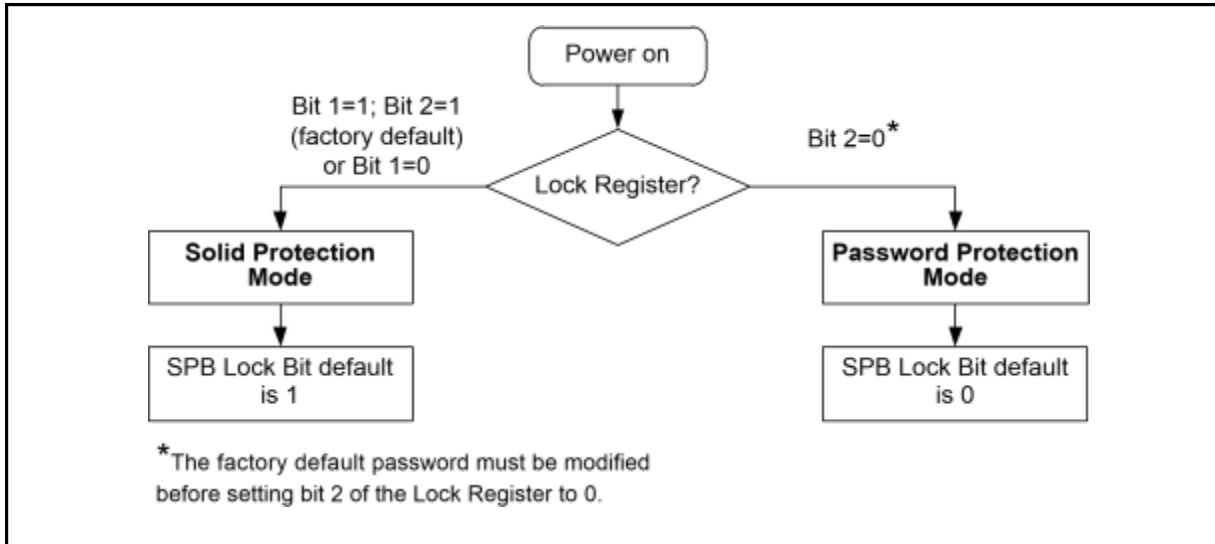 Power on
Bit 1=1; Bit 2=1
(factory default)
or Bit 1=0
Bit 2=0*
Lock Register?
Solid Protection
Mode
Password Protection
Mode
SPB Lock Bit default
is 1
SPB Lock Bit default
is 0
*The factory default password must be modified
before setting bit 2 of the Lock Register to 0.